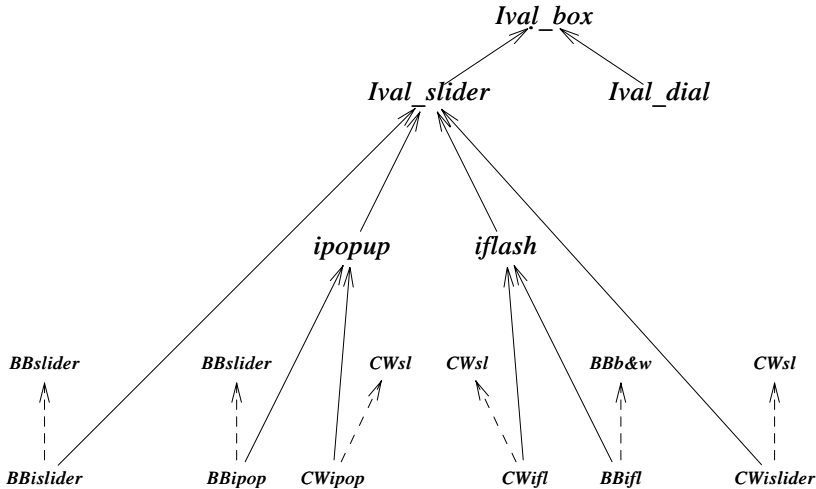 Ival_box
Ival_slider Ival_dial
ipopup iflash
BBslider BBslider CWsl CWsl BBb&w CWsl
BBislider BBipop CWipop CWifl BBifl CWislider